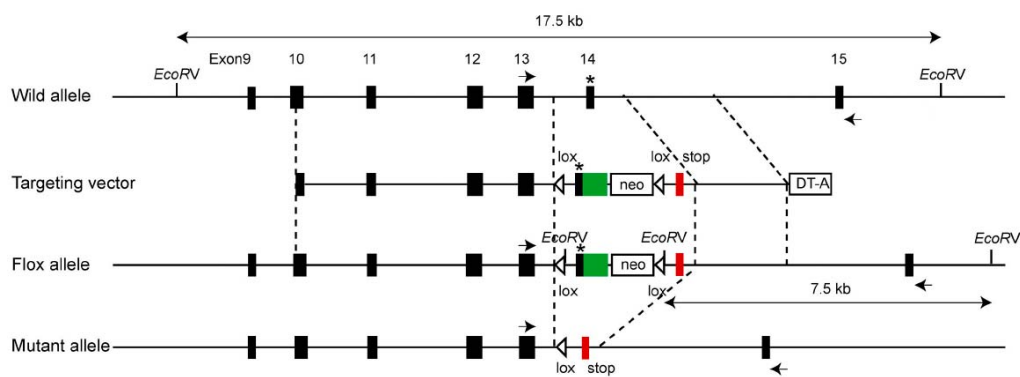 17.5 kb
Exon9 10 11 12 13 14 15
EcoRV EcoRV
*
Wild allele
lox lox stop
*
Targeting vector neo DT-A
EcoRV EcoRV EcoRV
*
Flox allele neo
lox lox
7.5 kb
Mutant allele
lox stop